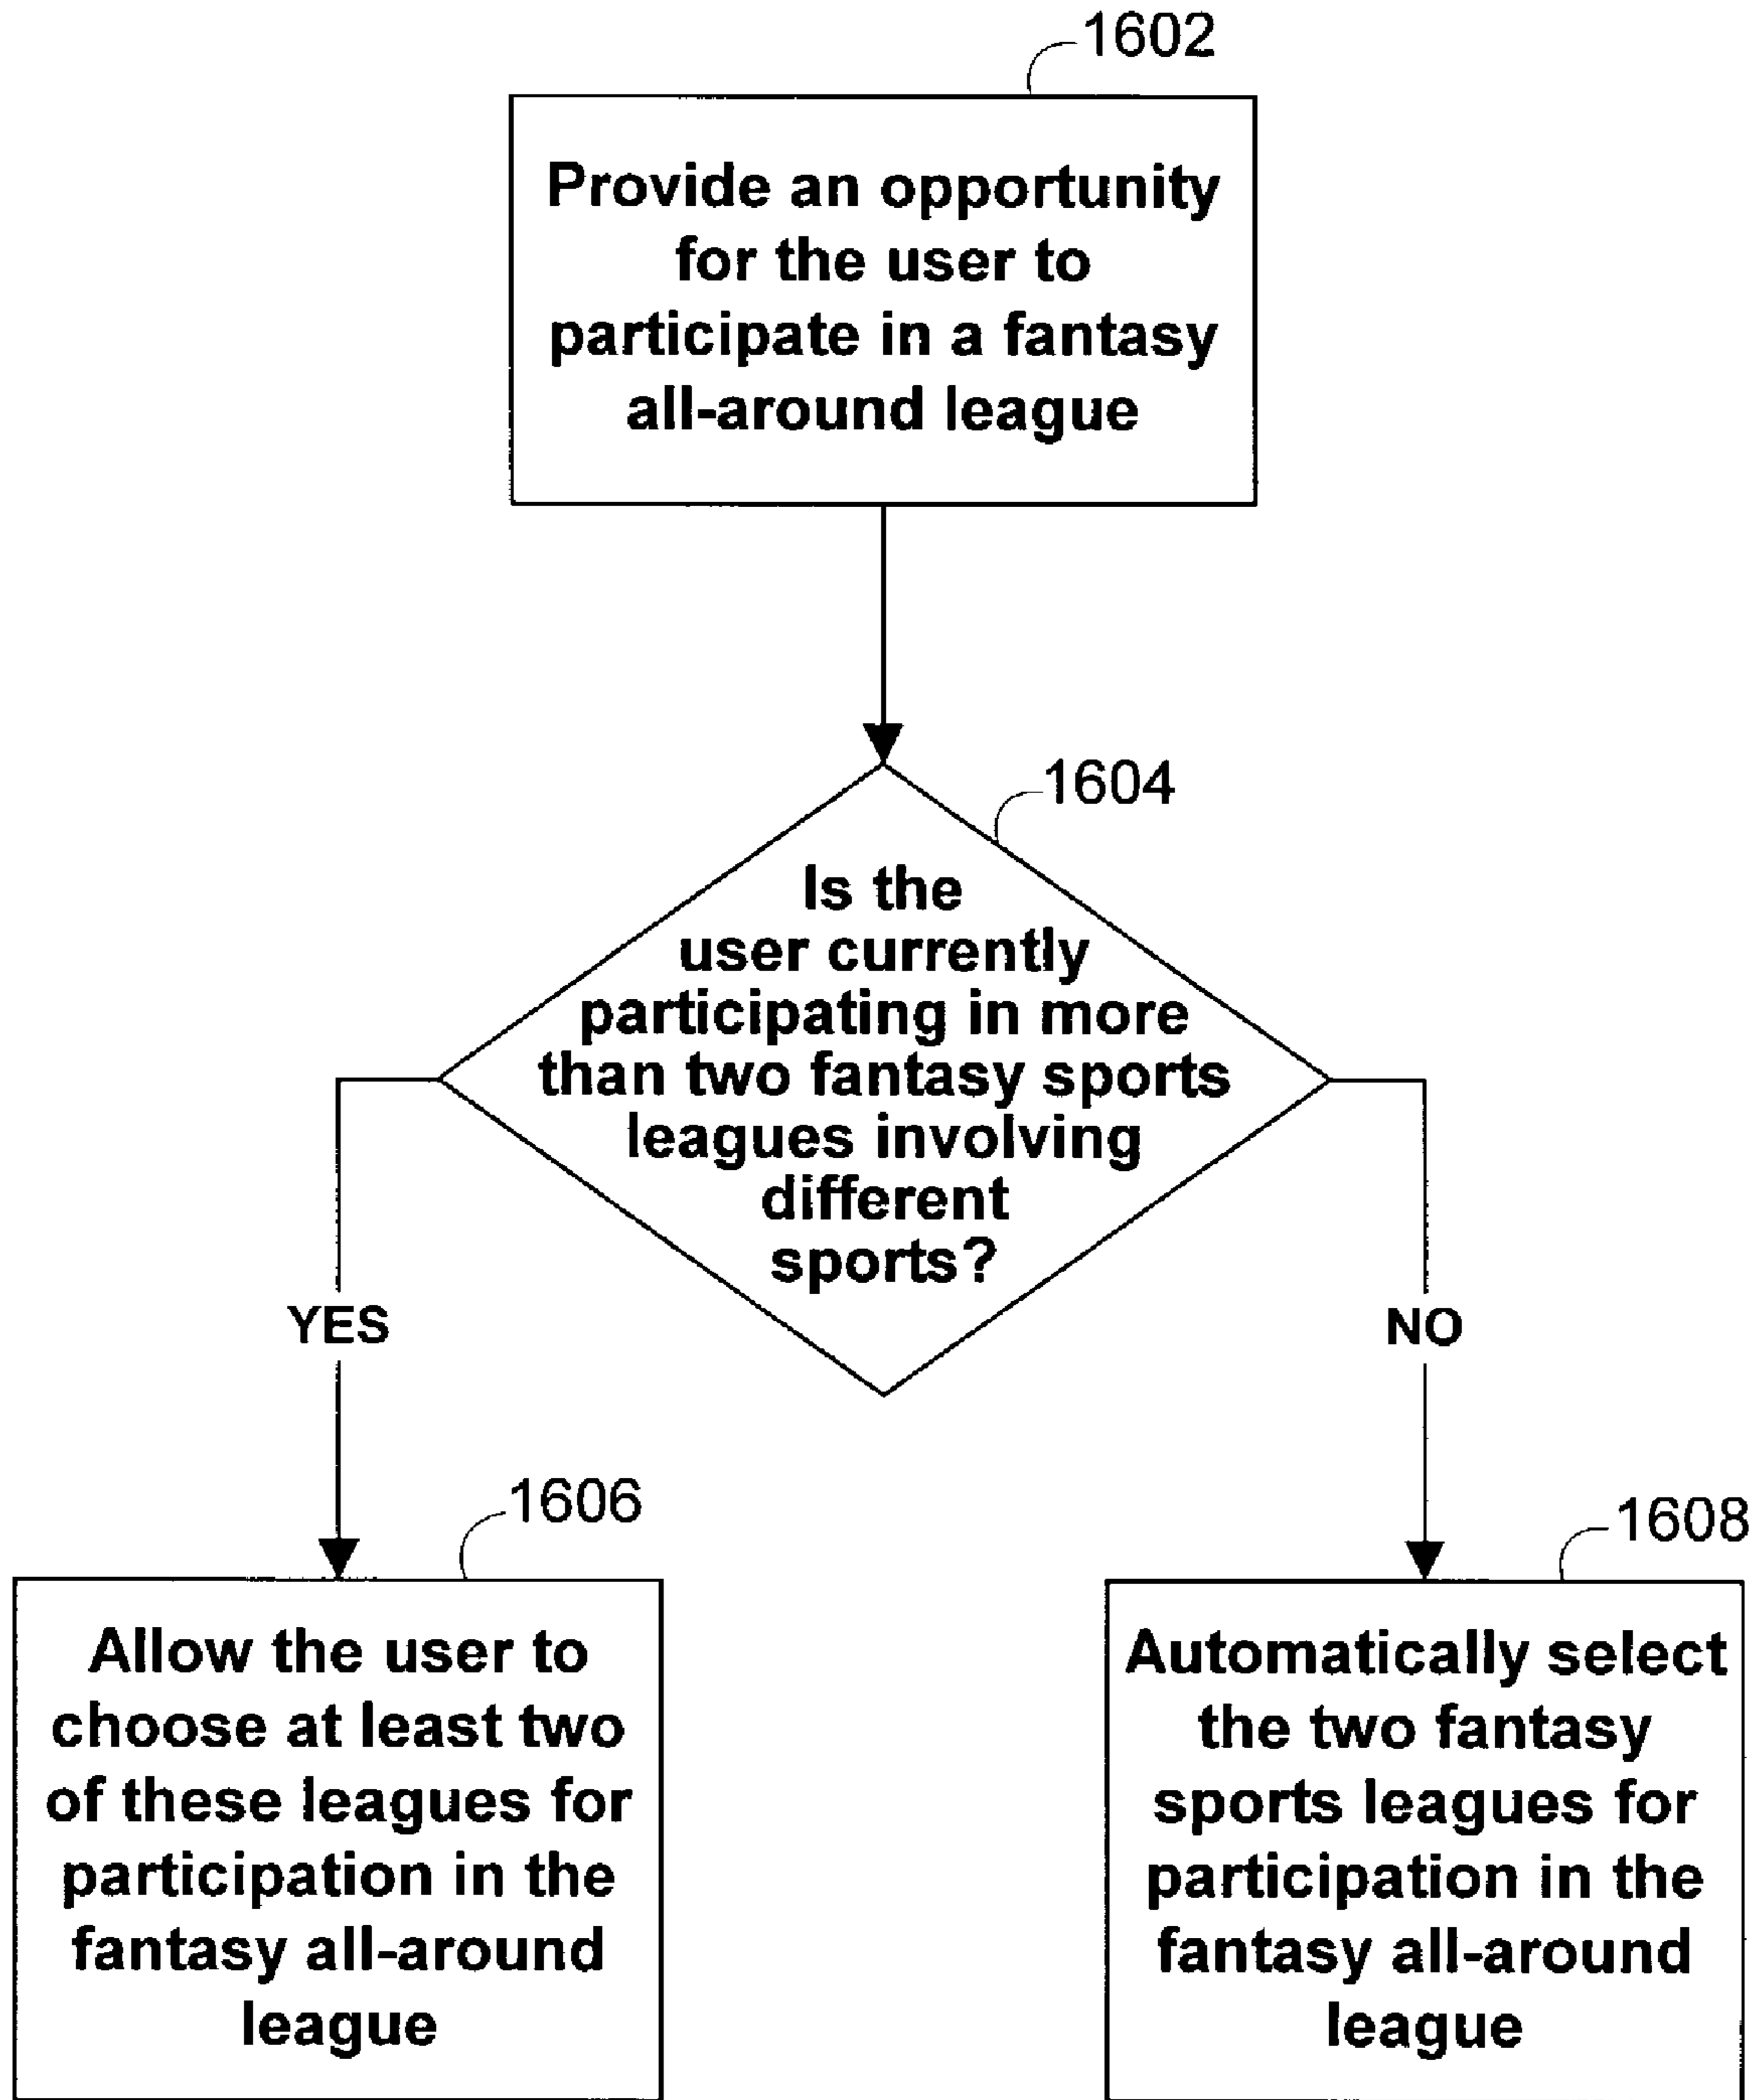 1602
Provide an opportunity
for the user to
participate in a fantasy
all-around league
1604
Is the
user currently
participating in more
than two fantasy sports
leagues involving
different
sports?
YES
NO
1606
Allow the user to
choose at least two
of these leagues for
participation in the
fantasy all-around
league
1608
Automatically select
the two fantasy
sports leagues for
participation in the
fantasy all-around
league